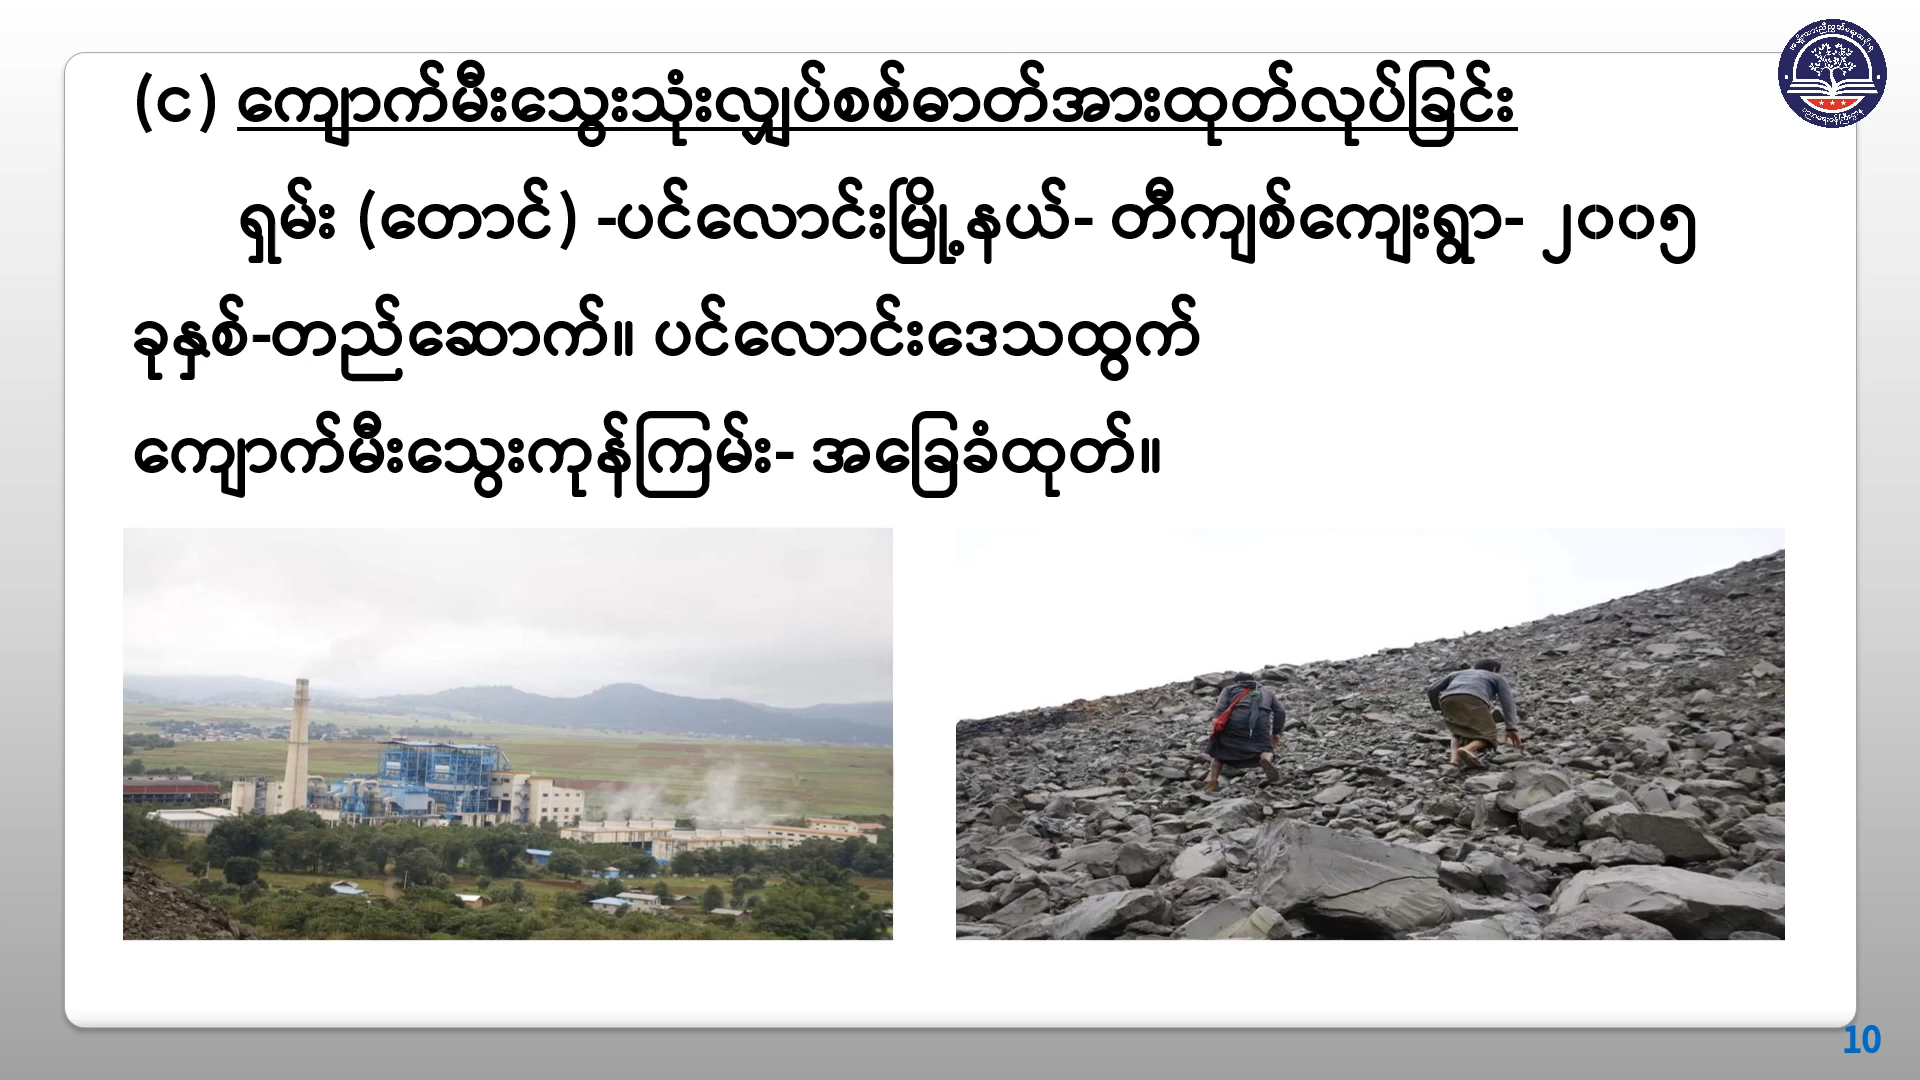 (င) ကျောက်မီးသွေးသုံးလျှပ်စစ်ဓာတ်အားထုတ်လုပ်ခြင်း
ရှမ်း (တောင်) -ပင်လောင်းမြို့နယ်- တီကျစ်ကျေးရွာ- ၂၀၀၅
ခုနှစ်-တည်ဆောက်။ ပင်လောင်းဒေသထွက်
ကျောက်မီးသွေးကုန်ကြမ်း- အခြေခံထုတ်။
10